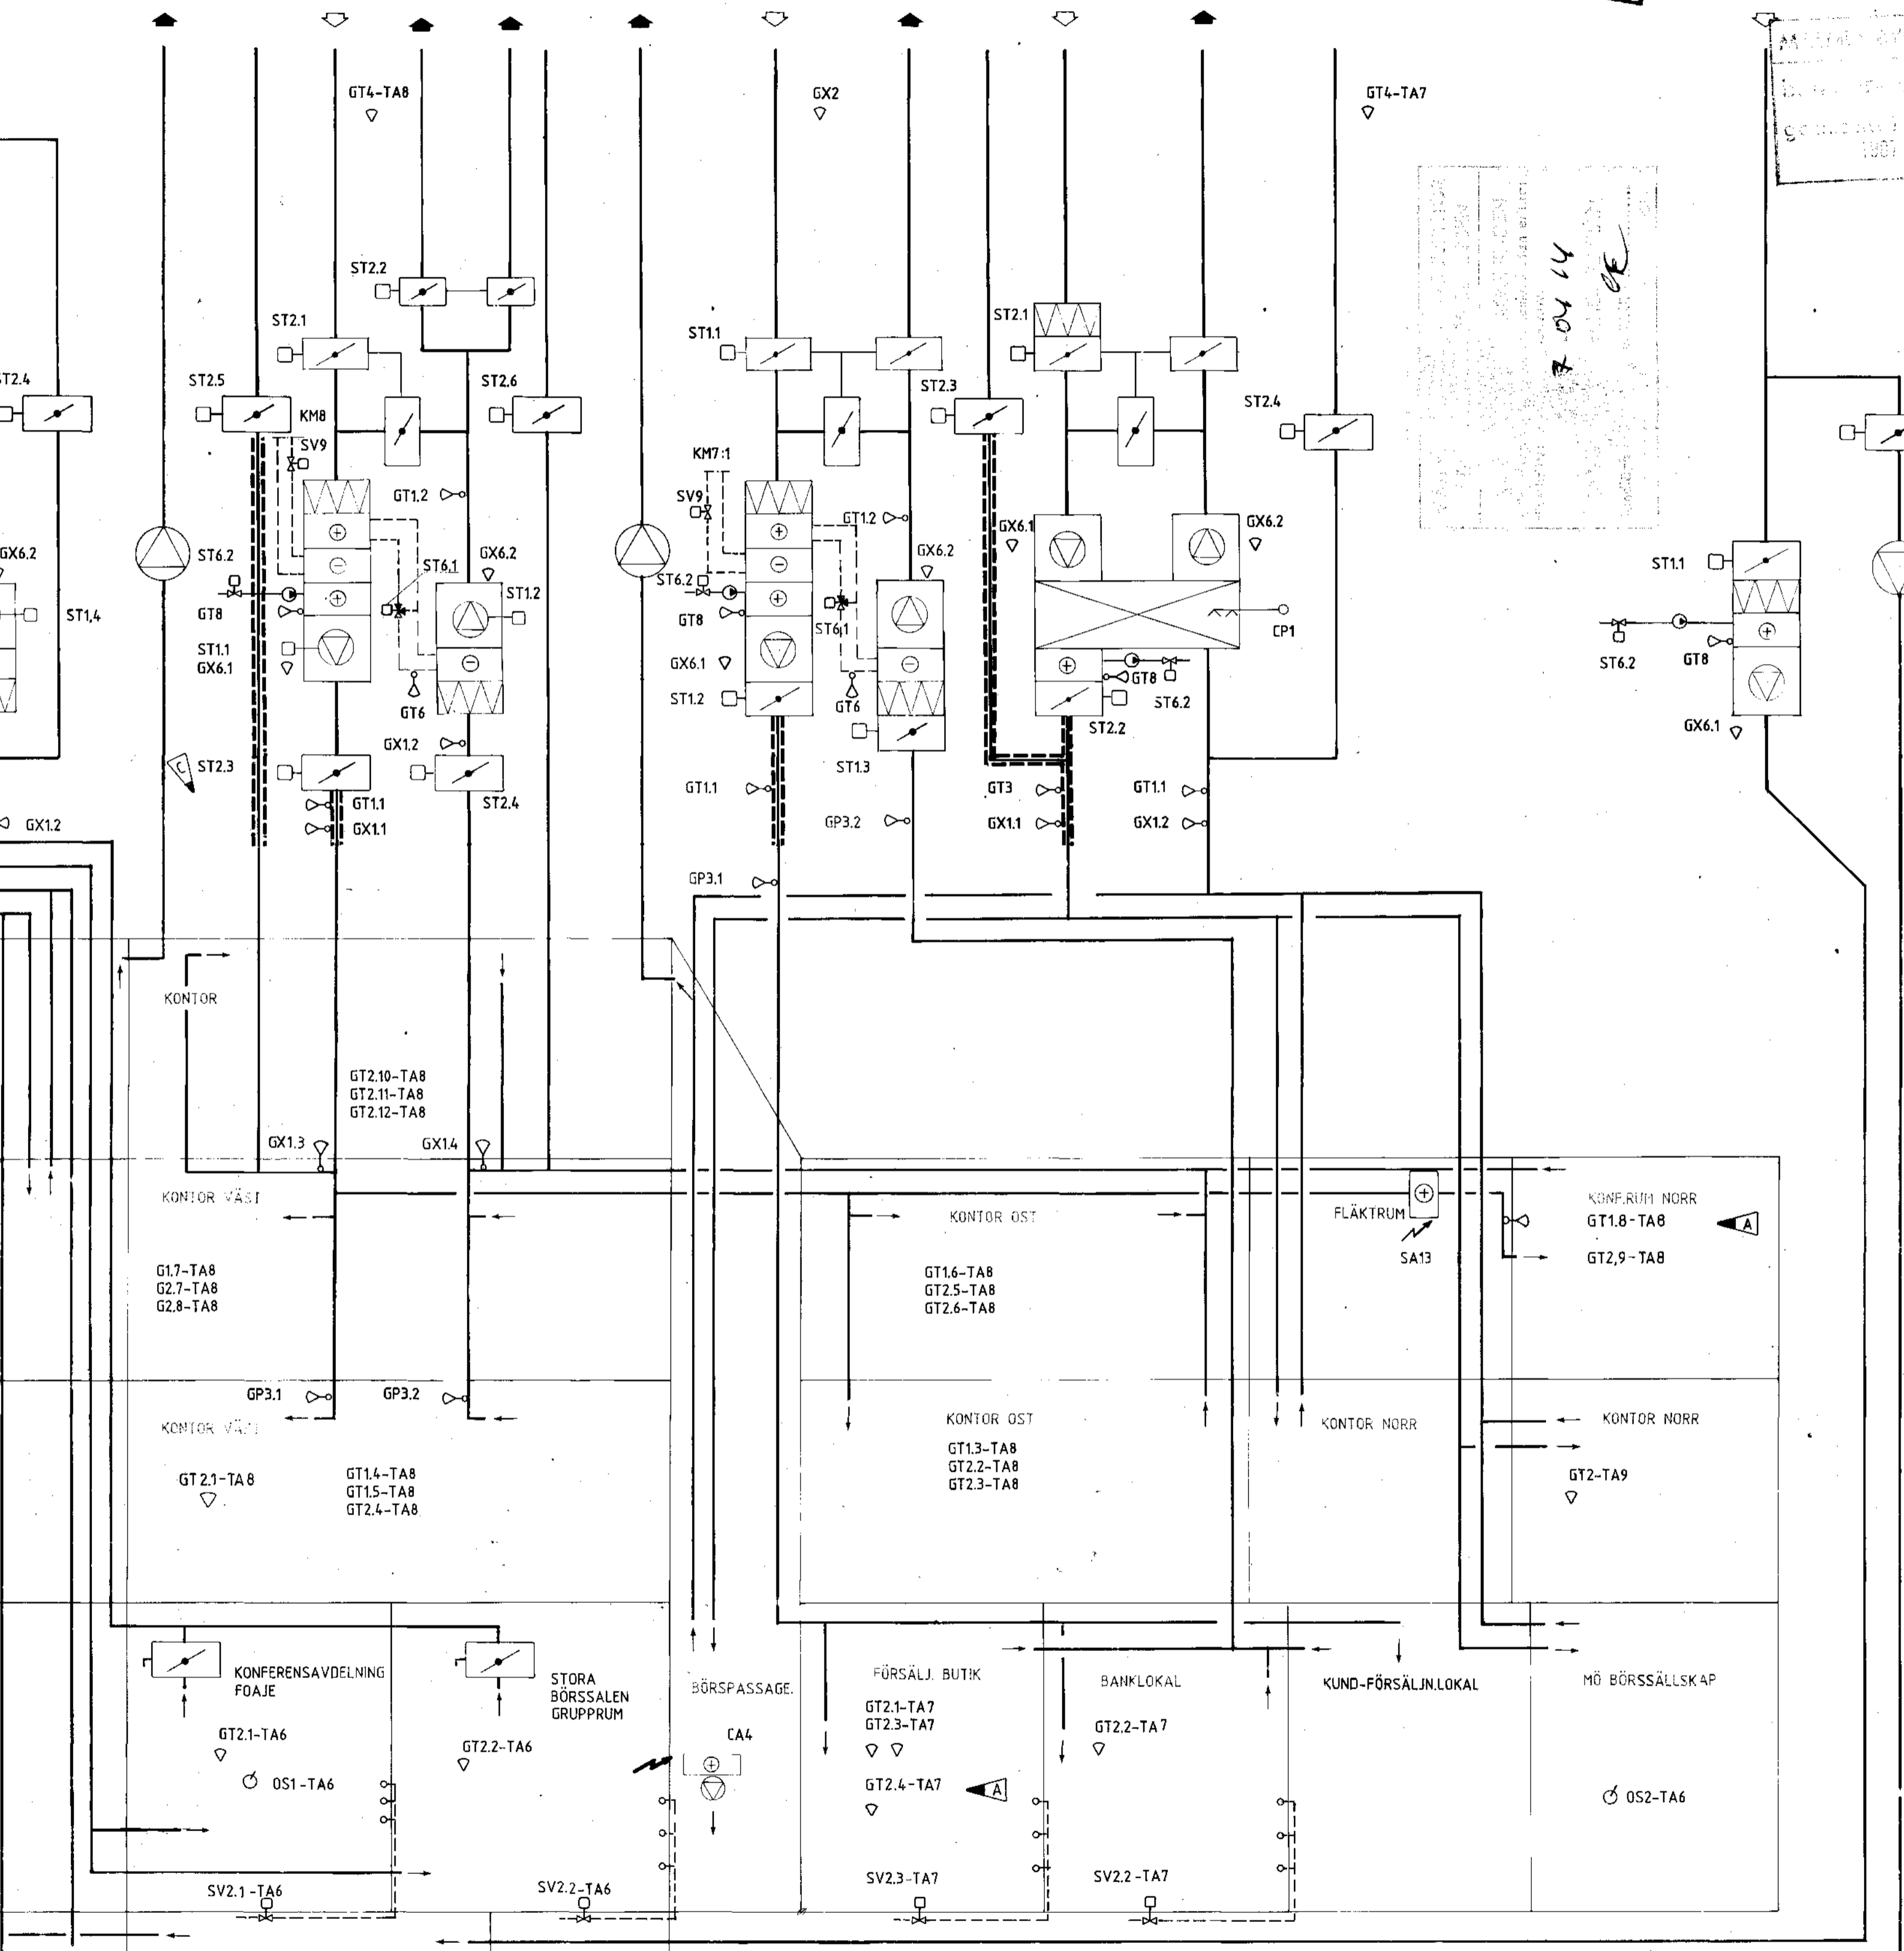 GT4-TA8
GX2
GT4-TA7
1987
7 04 14
ST2.2
ST2.1
ST1.1
ST2.1
ST2.4
ST2.5
KM8
SV9
ST2.6
ST2.3
ST2.4
GT1.2
KM7:1
SV9
GT1.2
GX6.1
GX6.2
GX6.2
ST6.2
ST6.1
GX6.2
ST1.2
ST6.2
GX6.2
ST1.1
ST1,4
GT8
GT8
ST6.1
CP1
ST1.1
GX6.1
GX6.1
GT8
ST6.2
ST6.2
GT8
GT6
ST1.2
GT6
ST2.2
GX6.1
C
ST2.3
GX1.2
ST1.3
GT1.1
GX1.1
ST2.4
GT1.1
GT3
GT1.1
GX1.2
GP3.2
GX1.1
GX1.2
GP3.1
KONTOR
GT2.10-TA8
GT2.11-TA8
GT2.12-TA8
GX1.3
GX1.4
KONTOR VÄST
KONTOR OST
FLÄKTRUM
SA13
KONF.RUM NORR
GT1.8-TA8
A
GT2,9-TA8
G1.7-TA8
G2.7-TA8
G2.8-TA8
GT1.6-TA8
GT2.5-TA8
GT2.6-TA8
GP3.1
GP3.2
KONTOR VÄST
KONTOR OST
KONTOR NORR
KONTOR NORR
GT2.1-TA8
GT1.4-TA8
GT1.5-TA8
GT2.4-TA8
GT1.3-TA8
GT2.2-TA8
GT2.3-TA8
GT2-TA9
KONFERENSAVDELNING
FOAJE
STORA
BÖRSSALEN
GRUPPRUM
BÖRSPASSAGE.
FÖRSÄLJ. BUTIK
BANKLOKAL
KUND-FÖRSÄLJN.LOKAL
MÖ BÖRSSÄLLSKAP
GT2.1-TA6
GT2.2-TA6
CA4
GT2.1-TA7
GT2.3-TA7
GT2.2-TA7
OS1-TA6
GT2.4-TA7
A
OS2-TA6
SV2.1-TA6
SV2.2-TA6
SV2.3-TA7
SV2.2-TA7